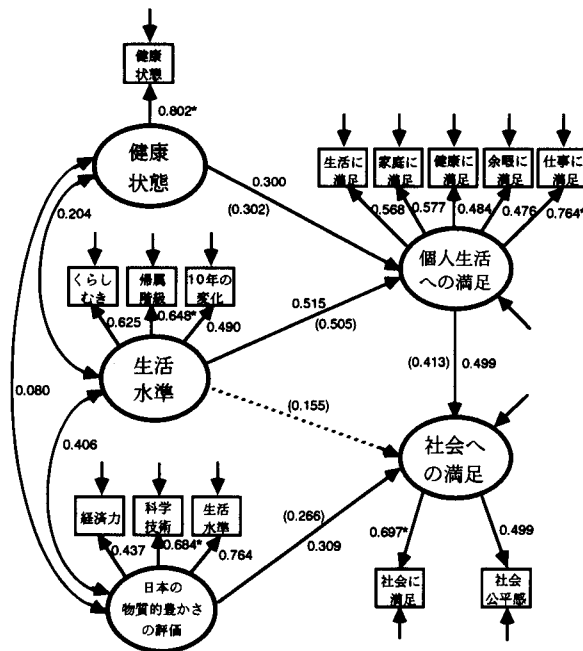 健康
状態
0.802*
健康
状態
生活に
満足
家庭に
満足
健康に
満足
余暇に
満足
仕事に
満足
0.568
0.577
0.484
0.476
0.764*
0.300
(0.302)
個人生活
への満足
0.204
くらし
むき
帰属
階級
10年の
変化
0.625
0.648*
0.490
0.515
(0.505)
生活
水準
(0.413)
0.499
0.080
(0.155)
0.406
社会へ
の満足
経済力
科学
技術
生活
水準
0.437
0.684*
0.764
(0.266)
0.309
0.697*
0.499
日本の
物質的豊かさ
の評価
社会に
満足
社会
公平感